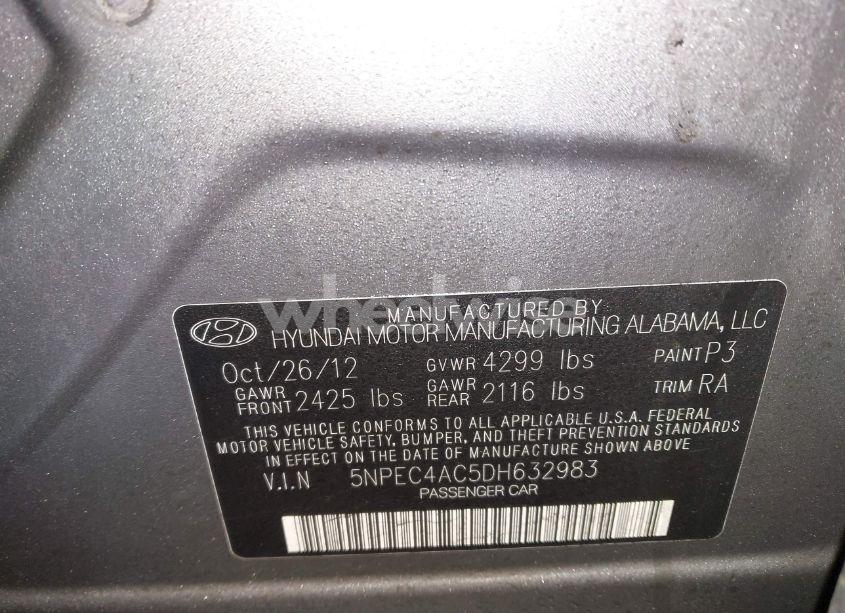 wheelwise
MANUFACTURED BY
HYUNDAI MOTOR MANUFACTURING ALABAMA, LLC
Oct/26/12 GVWR 4299 lbs PAINT P3
GAWR FRONT 2425 lbs GAWR REAR 2116 lbs TRIM RA
THIS VEHICLE CONFORMS TO ALL APPLICABLE U.S.A. FEDERAL
MOTOR VEHICLE SAFETY, BUMPER, AND THEFT PREVENTION STANDARDS
IN EFFECT ON THE DATE OF MANUFACTURE SHOWN ABOVE
V.I.N 5NPEC4AC5DH632983
PASSENGER CAR